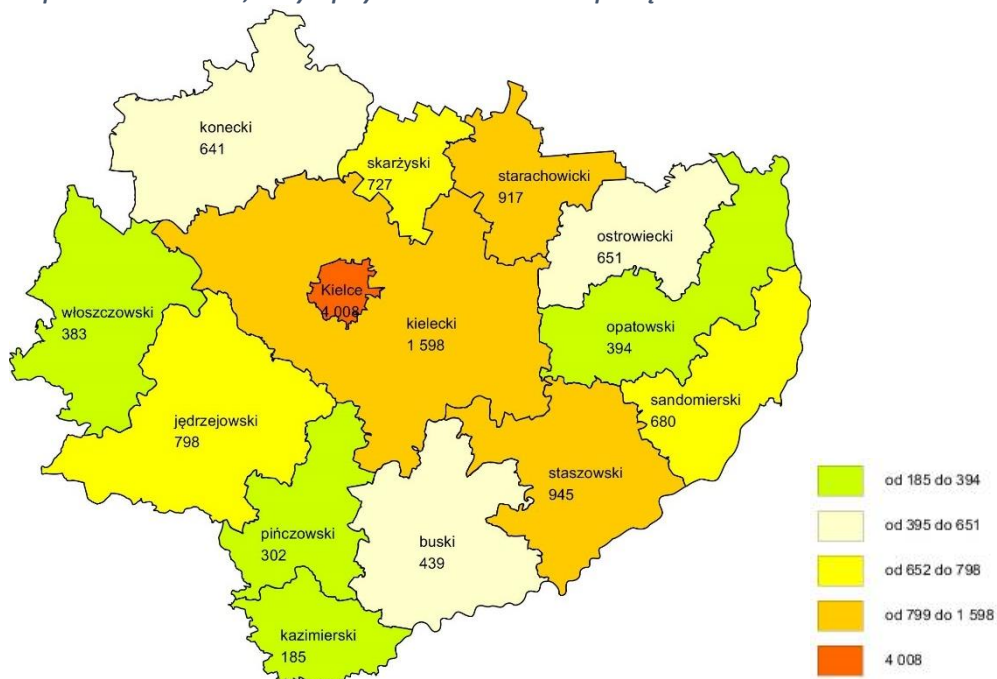 konecki
641
skarżyski
727
starachowicki
917
ostrowiecki
651
Kielce
4 008
włoszczowski
383
kielecki
1 598
opatowski
394
sandomierski
680
jędrzejowski
798
staszowski
945
pińczowski
302
buski
439
kazimierski
185
od 185 do 394
od 395 do 651
od 652 do 798
od 799 do 1 598
4 008